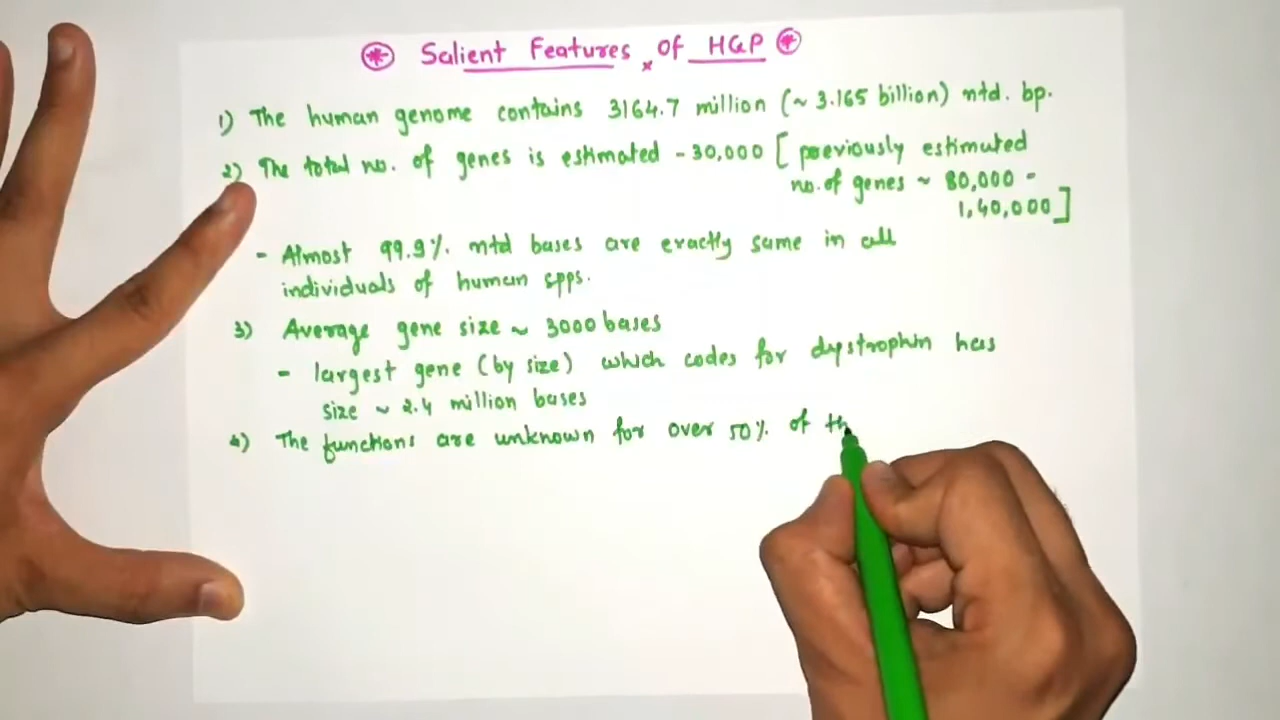 Salient Features of HGP
1) The human genome contains 3164.7 million (~ 3.165 billion) ntd. bp.
2) The total no. of genes is estimated - 30,000 [ previously estimated
no. of genes ~ 80,000 -
1,40,000 ]
- Almost 99.9% ntd bases are exactly same in all
individuals of human spps.
3) Average gene size ~ 3000 bases
- largest gene (by size) which codes for dystrophin has
size ~ 2.4 million bases
4) The functions are unknown for over 50% of th